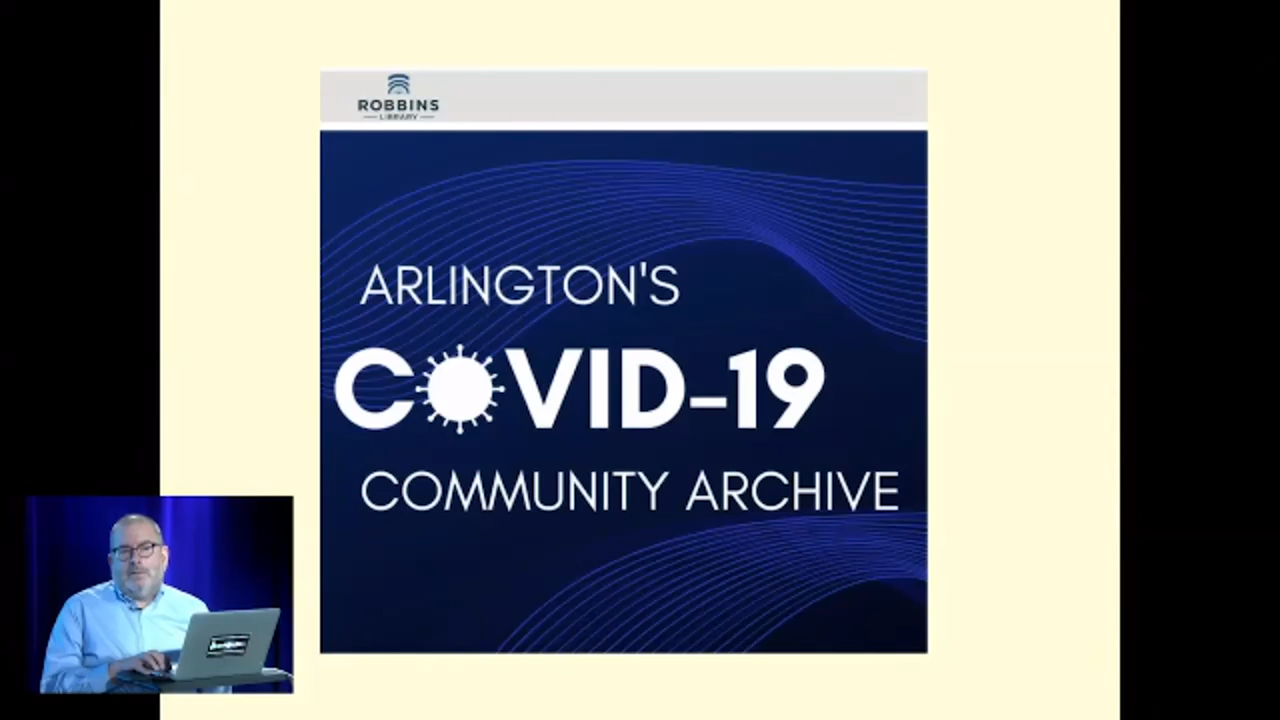 ROBBINS
LIBRARY
ARLINGTON'S
COVID-19
COMMUNITY ARCHIVE